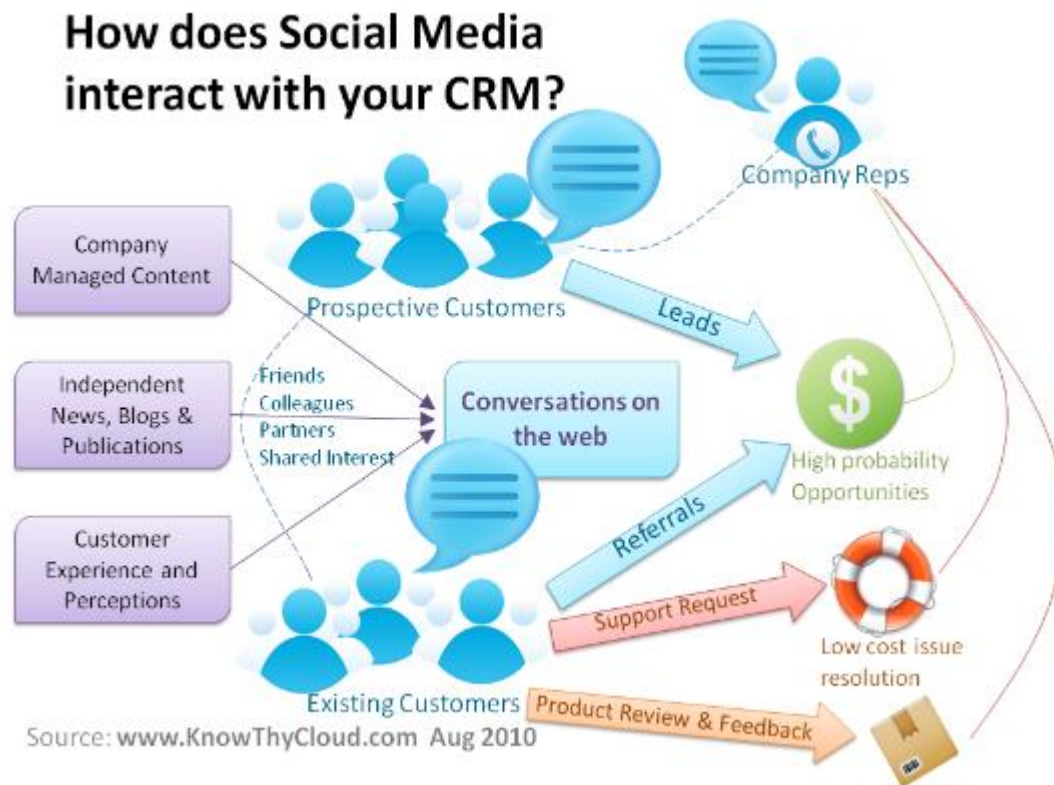 How does Social Media
interact with your CRM?
Company Reps
Company
Managed Content
Prospective Customers
Leads
Independent
News, Blogs &
Publications
Friends
Colleagues
Partners
Shared Interest
Conversations on
the web
$
High probability
Opportunities
Referrals
Customer
Experience and
Perceptions
Support Request
Low cost issue
resolution
Existing Customers
Product Review & Feedback
Source: www.KnowThyCloud.com Aug 2010